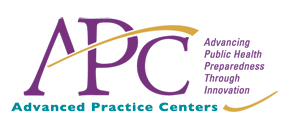 APC
Advancing
Public Health
Preparedness
Through
Innovation
Advanced Practice Centers